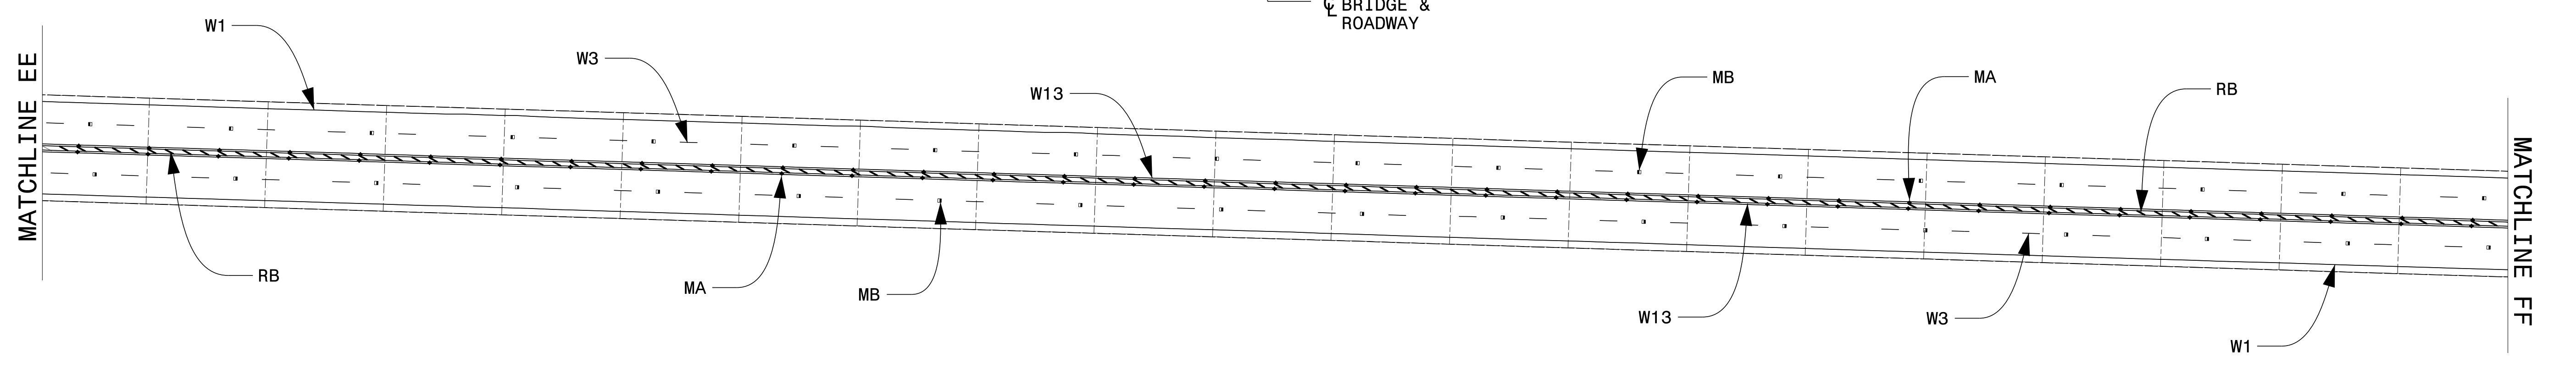 ℄ BRIDGE &
ROADWAY
W1
W3
W13
MB
MA
RB
MATCHLINE EE
MATCHLINE FF
RB
MA
MB
W13
W3
W1